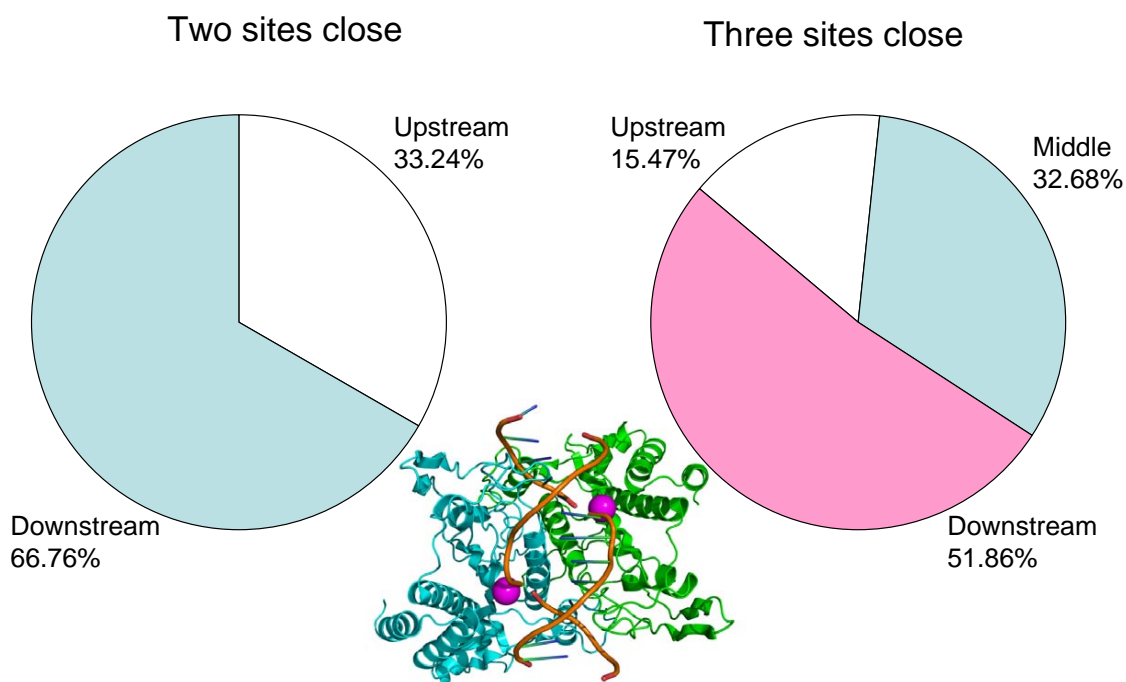 Two sites close
Three sites close
Upstream
33.24%
Downstream
66.76%
Upstream
15.47%
Middle
32.68%
Downstream
51.86%